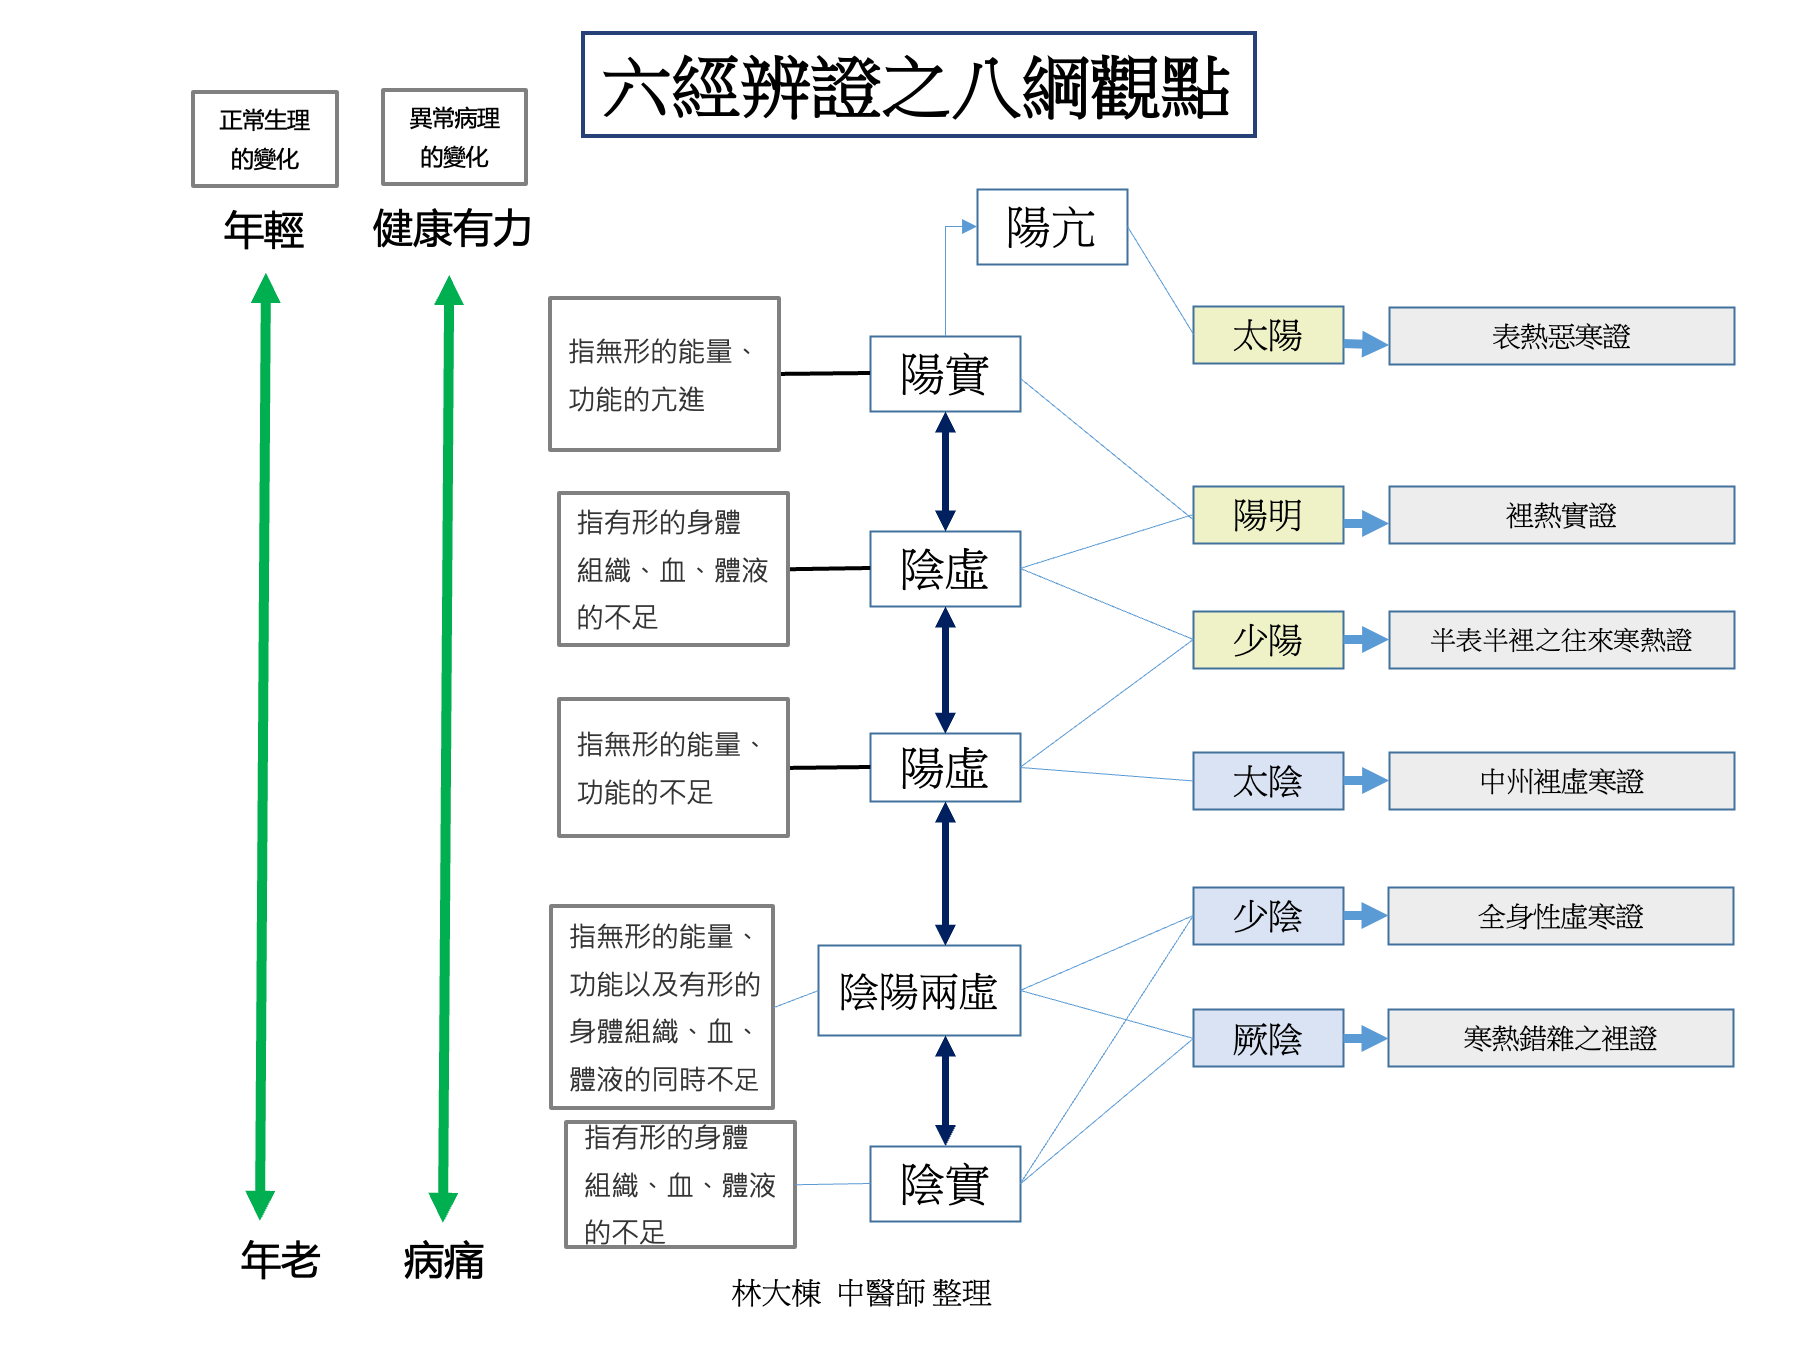 六經辨證之八綱觀點
正常生理
的變化
異常病理
的變化
年輕
健康有力
陽亢
太陽
表熱惡寒證
指無形的能量、
功能的亢進
陽實
陽明
裡熱實證
指有形的身體
組織、血、體液
的不足
陰虛
少陽
半表半裡之往來寒熱證
指無形的能量、
功能的不足
陽虛
太陰
中州裡虛寒證
指無形的能量、
功能以及有形的
身體組織、血、
體液的同時不足
陰陽兩虛
少陰
全身性虛寒證
厥陰
寒熱錯雜之裡證
指有形的身體
組織、血、體液
的不足
陰實
年老
病痛
林大棟 中醫師 整理